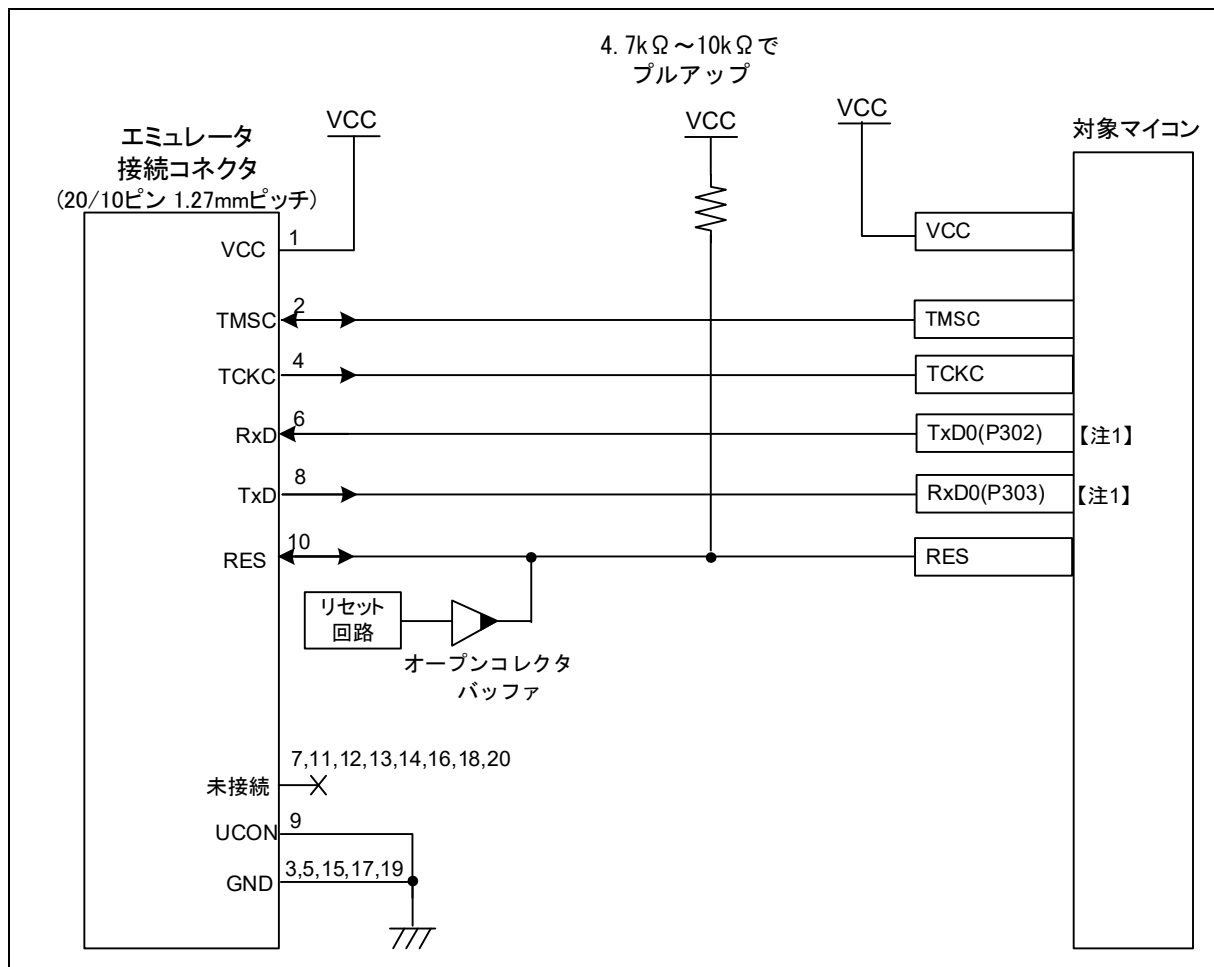 4.7kΩ～10kΩで
プルアップ
VCC
VCC
VCC
エミュレータ
接続コネクタ
(20/10ピン 1.27mmピッチ)
対象マイコン
VCC
1
VCC
TMSC
2
TMSC
TCKC
4
TCKC
RxD
6
TxD0(P302)
【注1】
TxD
8
RxD0(P303)
【注1】
RES
10
RES
リセット
回路
オープンコレクタ
バッファ
未接続
7,11,12,13,14,16,18,20
UCON
9
GND
3,5,15,17,19